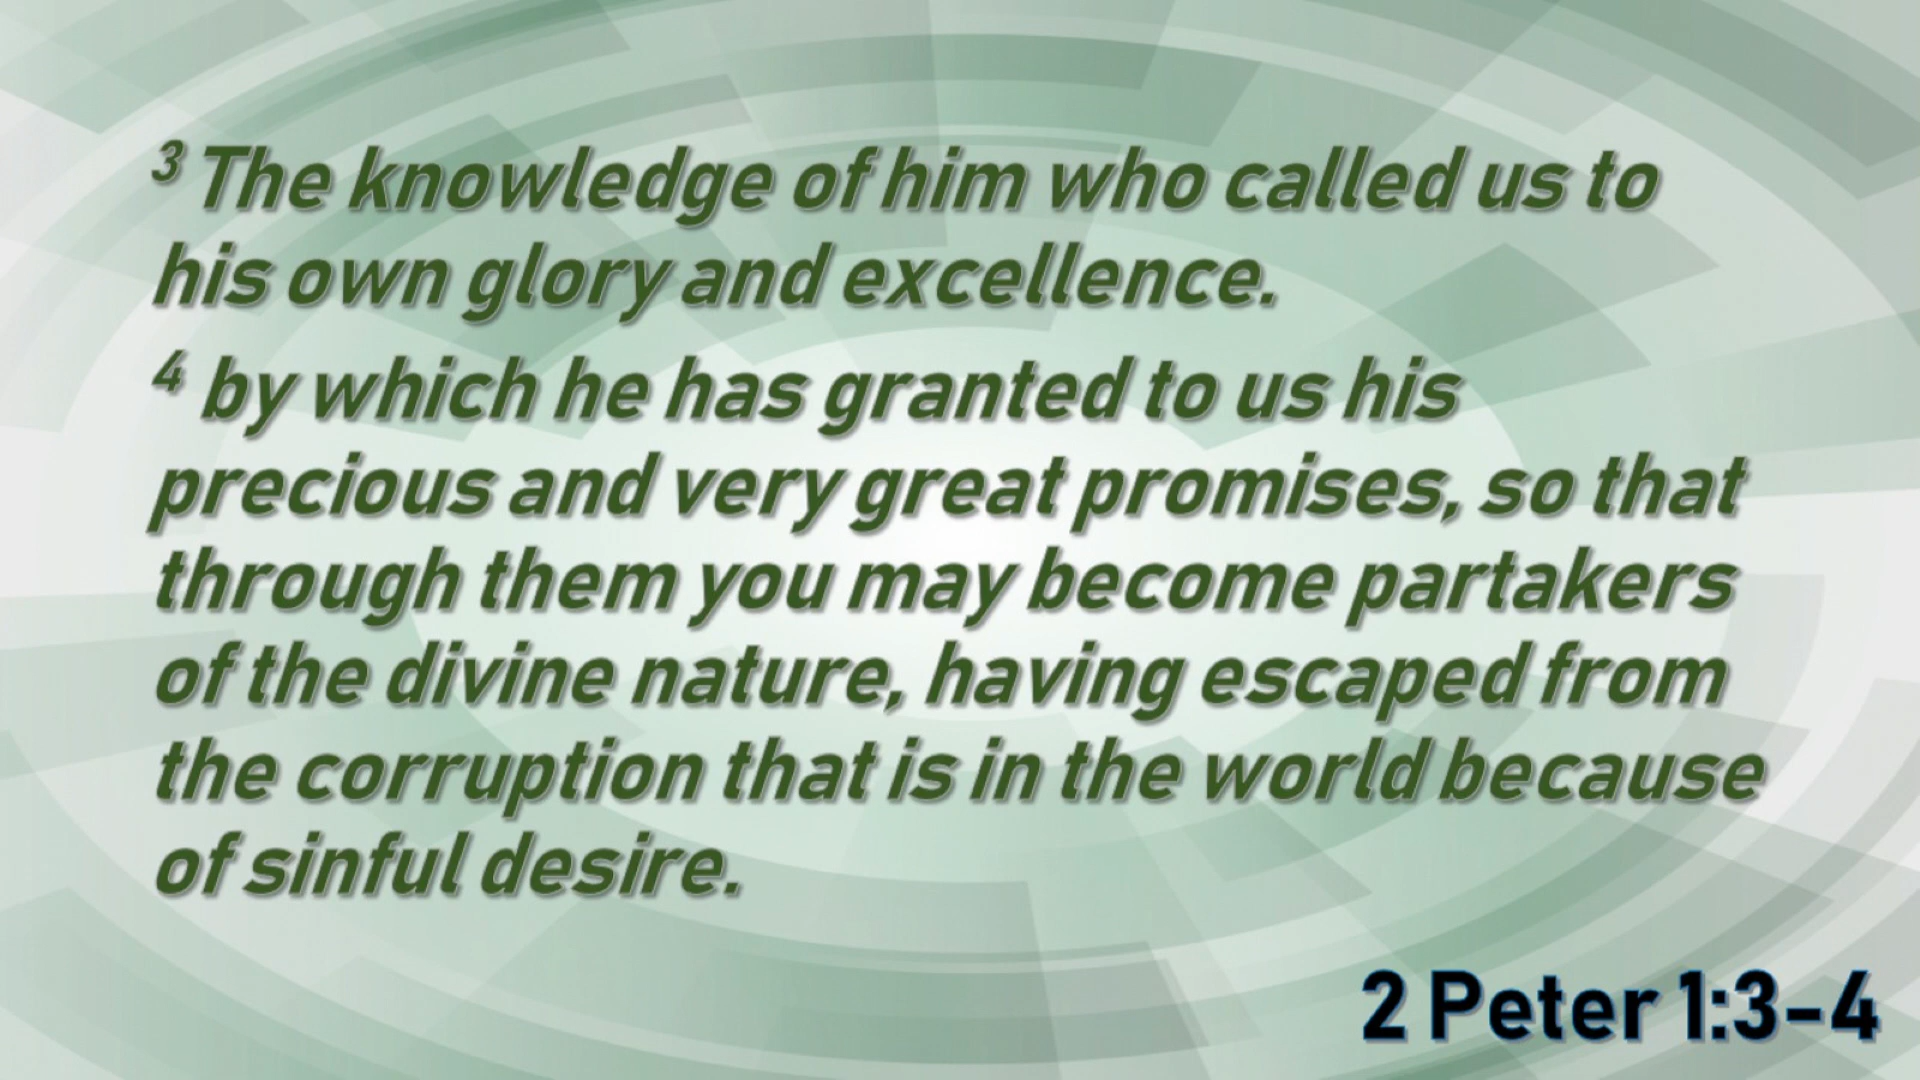 3 The knowledge of him who called us to
his own glory and excellence.
4 by which he has granted to us his
precious and very great promises, so that
through them you may become partakers
of the divine nature, having escaped from
the corruption that is in the world because
of sinful desire.
2 Peter 1:3-4